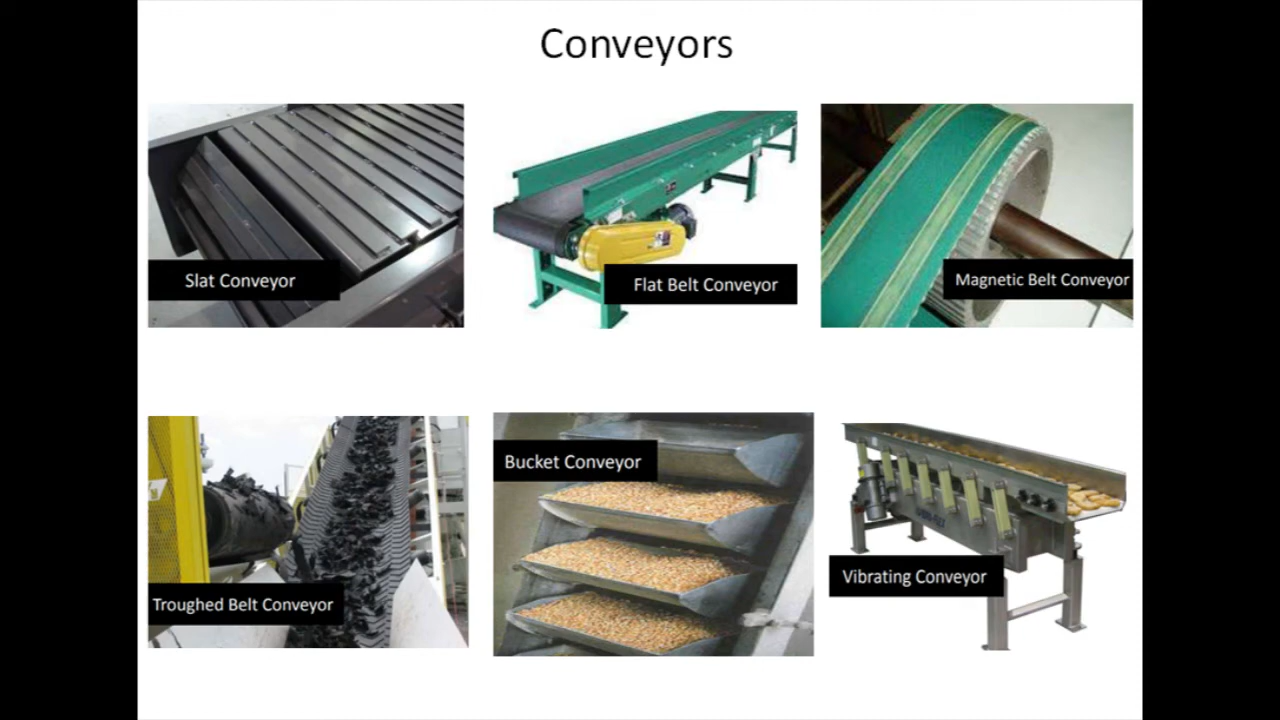 Conveyors
Slat Conveyor
Flat Belt Conveyor
Magnetic Belt Conveyor
Troughed Belt Conveyor
Bucket Conveyor
Vibrating Conveyor